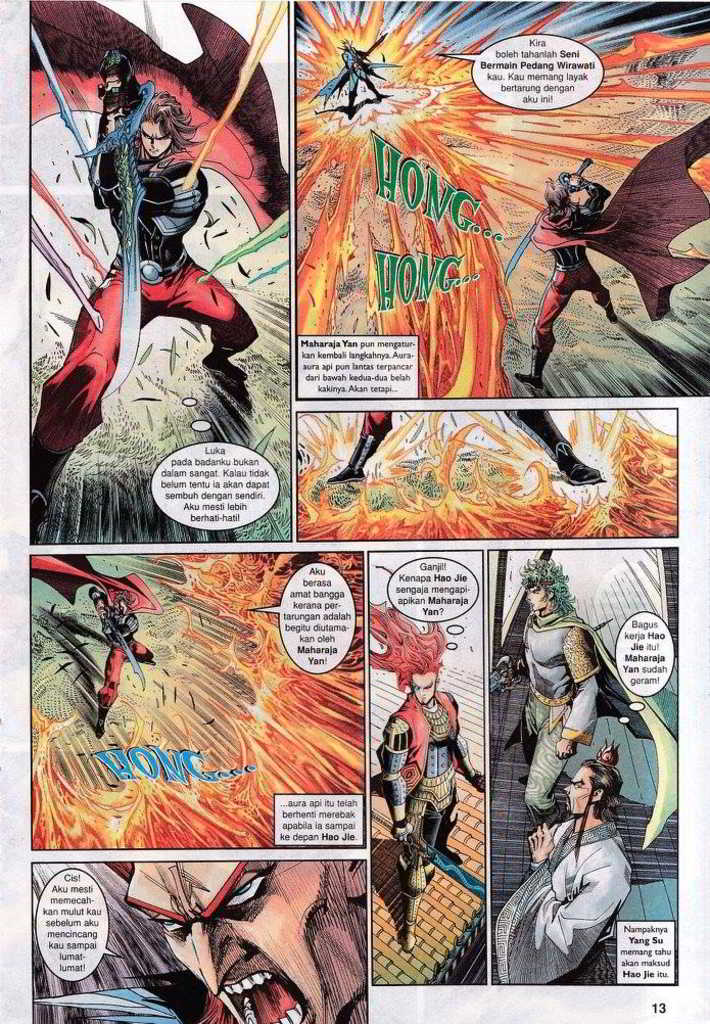 Luka
pada badanku bukan
dalam sangat. Kalau tidak
belum tentu ia akan dapat
sembuh dengan sendiri.
Aku mesti lebih
berhati-hati!
Kira
boleh tahanlah Seni
Bermain Pedang Wirawati
kau. Kau memang layak
bertarung dengan
aku ini!
HONG...
HONG...
Maharaja Yan pun mengatur-
kan kembali langkahnya. Aura-
aura api pun lantas terpancar
dari bawah kedua-dua belah
kakinya. Akan tetapi...
Aku
berasa
amat bangga
kerana per-
tarungan adalah
begitu diutama-
kan oleh
Maharaja
Yan!
HONG....
...aura api itu telah
berhenti merebak
apabila ia sampai
ke depan Hao Jie.
Ganjil!
Kenapa Hao Jie
sengaja mengapi-
apikan Maharaja
Yan?
Bagus
kerja Hao
Jie itu!
Maharaja
Yan sudah
geram!
Nampaknya
Yang Su
memang tahu
akan maksud
Hao Jie itu.
Cis!
Aku mesti
memecah-
kan mulut kau
sebelum aku
mencincang
kau sampai
lumat-
lumat!
13